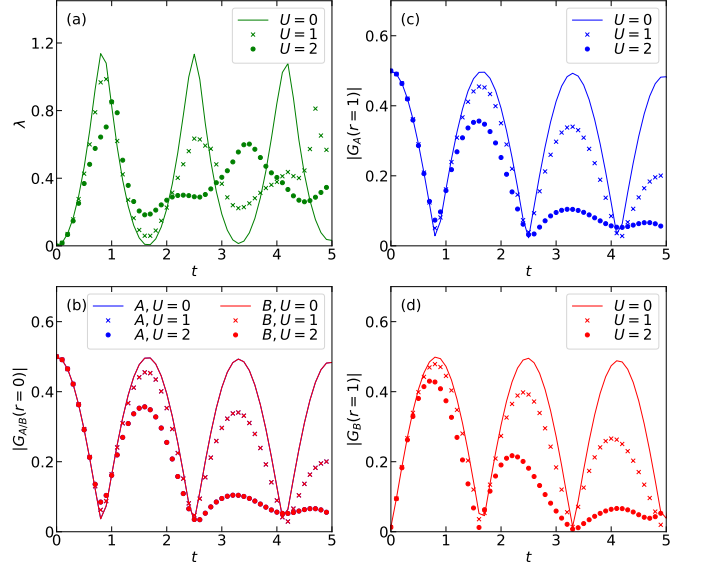 (a)
U = 0
U = 1
U = 2
λ
1.2
0.8
0.4
0
0 1 2 3 4 5
t
(c)
U = 0
U = 1
U = 2
|G_A(r = 1)|
0.6
0.4
0.2
0
0 1 2 3 4 5
t
(b)
A, U = 0 B, U = 0
A, U = 1 B, U = 1
A, U = 2 B, U = 2
|G_{A/B}(r = 0)|
0.6
0.4
0.2
0
0 1 2 3 4 5
t
(d)
U = 0
U = 1
U = 2
|G_B(r = 1)|
0.6
0.4
0.2
0
0 1 2 3 4 5
t